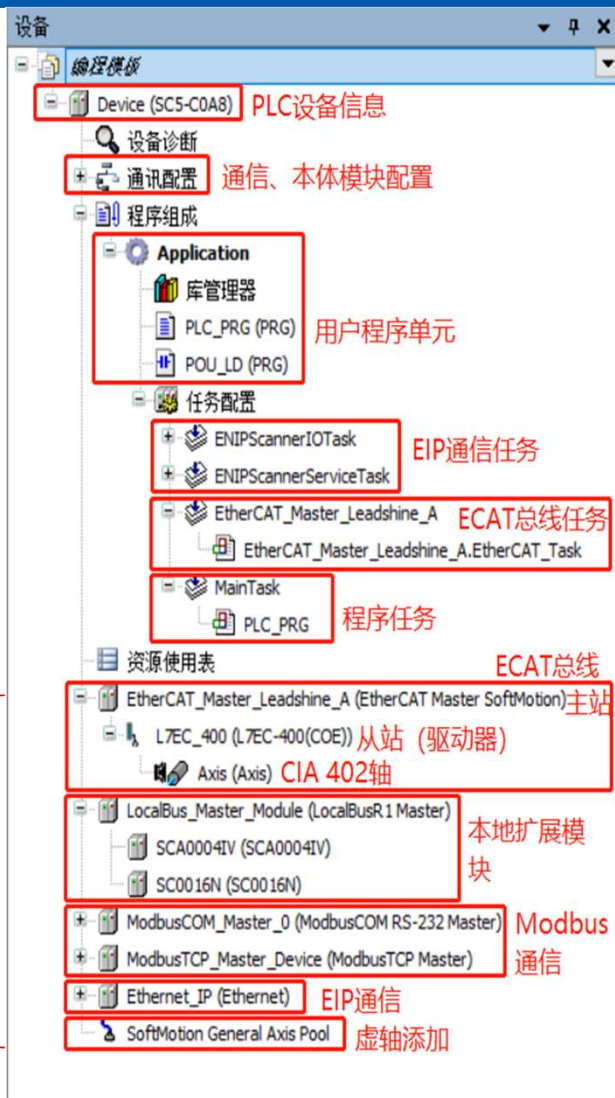 设备
编程模板
Device (SC5-C0A8) PLC设备信息
设备诊断
通讯配置 通信、本体模块配置
程序组成
Application
库管理器
PLC_PRG (PRG) 用户程序单元
POU_LD (PRG)
任务配置
ENIPScannerIOTask EIP通信任务
ENIPScannerServiceTask
EtherCAT_Master_Leadshine_A ECAT总线任务
EtherCAT_Master_Leadshine_A.EtherCAT_Task
MainTask 程序任务
PLC_PRG
资源使用表 ECAT总线
EtherCAT_Master_Leadshine_A (EtherCAT Master SoftMotion) 主站
L7EC_400 (L7EC-400(COE)) 从站（驱动器）
Axis (Axis) CIA 402轴
LocalBus_Master_Module (LocalBusR1 Master) 本地扩展模
SCA0004IV (SCA0004IV) 块
SC0016N (SC0016N)
ModbusCOM_Master_0 (ModbusCOM RS-232 Master) Modbus
ModbusTCP_Master_Device (ModbusTCP Master) 通信
Ethernet_IP (Ethernet) EIP通信
SoftMotion General Axis Pool 虚轴添加